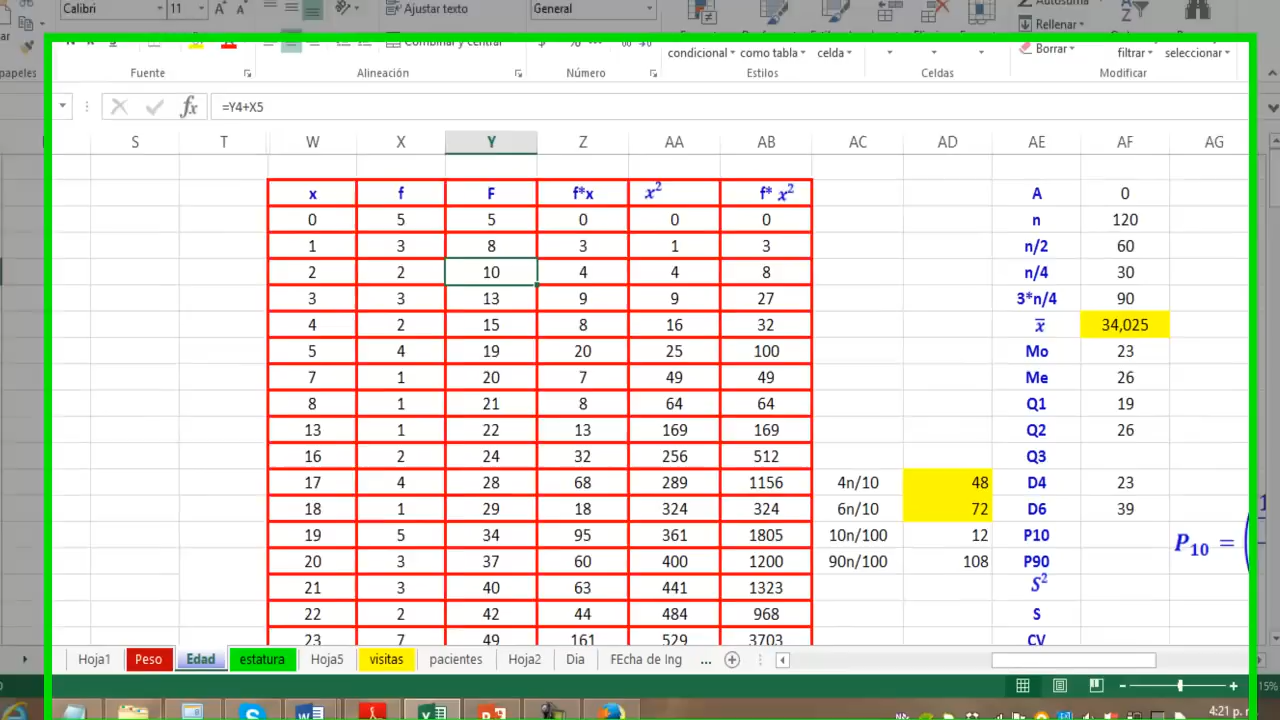 Calibri 11 Ajustar texto General Autosuma
Rellenar
Combinar y centrar condicional como tabla celda Borrar filtrar seleccionar
papeles Fuente Alineación Número Estilos Celdas Modificar
fx =Y4+X5
S T W X Y Z AA AB AC AD AE AF AG
x f F f*x x² f* x² A 0
0 5 5 0 0 0 n 120
1 3 8 3 1 3 n/2 60
2 2 10 4 4 8 n/4 30
3 3 13 9 9 27 3*n/4 90
4 2 15 8 16 32 x̅ 34,025
5 4 19 20 25 100 Mo 23
7 1 20 7 49 49 Me 26
8 1 21 8 64 64 Q1 19
13 1 22 13 169 169 Q2 26
16 2 24 32 256 512 Q3
17 4 28 68 289 1156 4n/10 48 D4 23
18 1 29 18 324 324 6n/10 72 D6 39
19 5 34 95 361 1805 10n/100 12 P10
P₁₀ =
20 3 37 60 400 1200 90n/100 108 P90
21 3 40 63 441 1323 S²
22 2 42 44 484 968 S
23 7 49 161 529 3703 CV
Hoja1 Peso Edad estatura Hoja5 visitas pacientes Hoja2 Dia FEcha de Ing ...
15%
4:21 p.